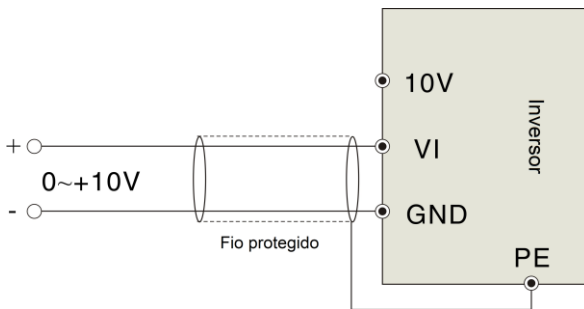 10V
Inversor
+
VI
0~+10V
-
GND
Fio protegido
PE